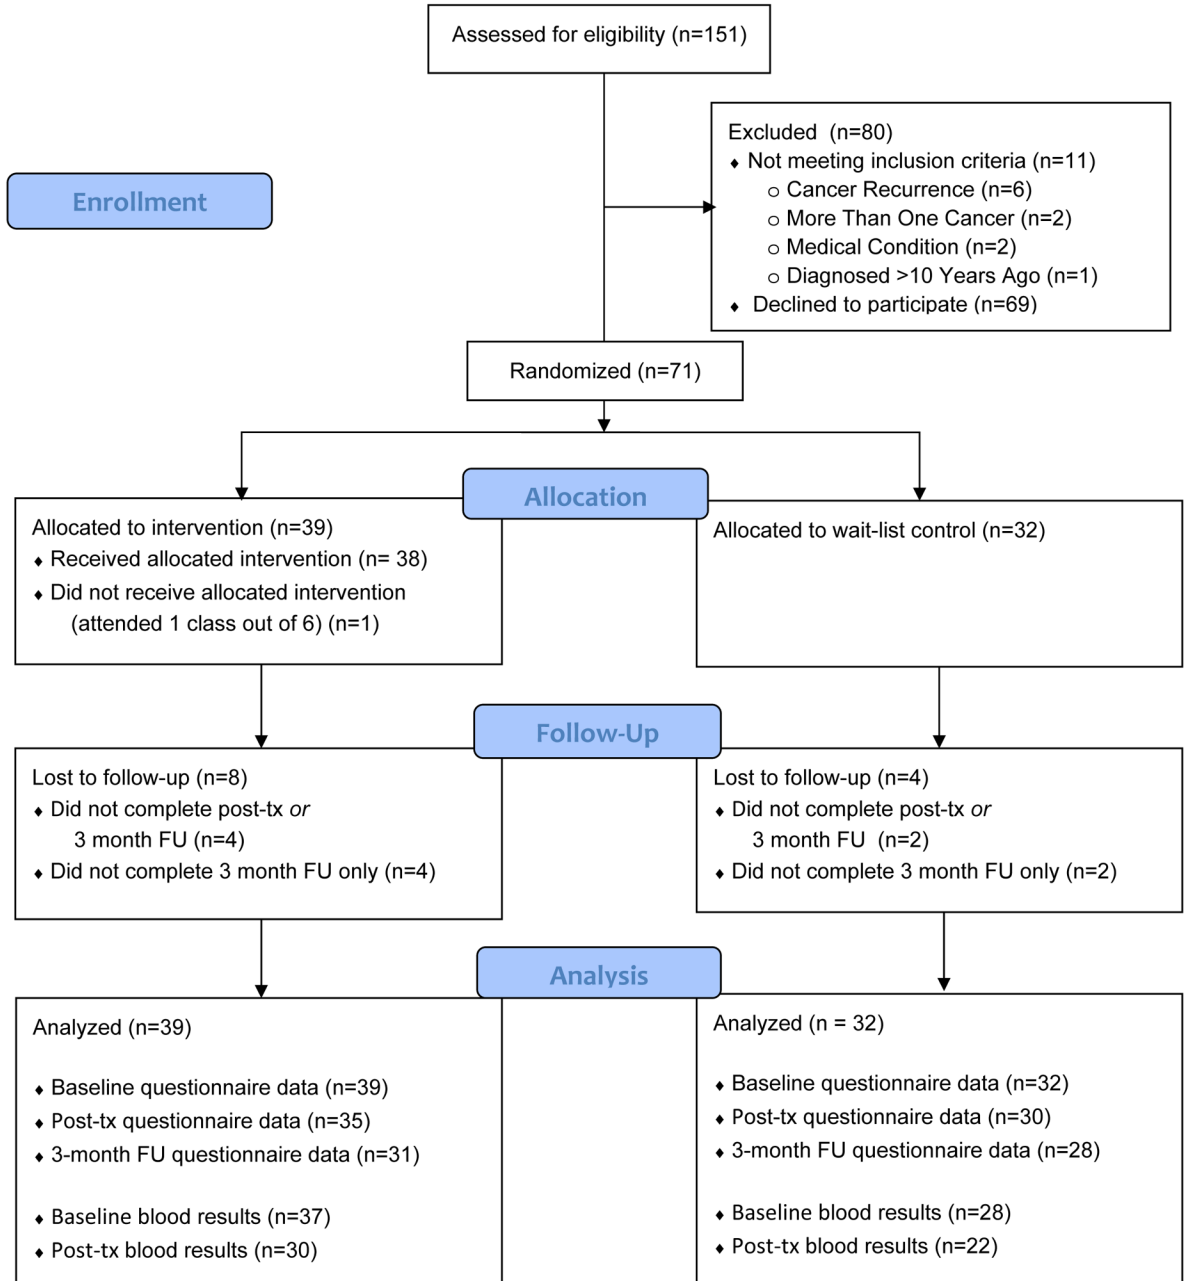 Assessed for eligibility (n=151)
Excluded (n=80)
⬧ Not meeting inclusion criteria (n=11)
o Cancer Recurrence (n=6)
o More Than One Cancer (n=2)
o Medical Condition (n=2)
o Diagnosed >10 Years Ago (n=1)
⬧ Declined to participate (n=69)
Enrollment
Randomized (n=71)
Allocation
Allocated to intervention (n=39)
⬧ Received allocated intervention (n= 38)
⬧ Did not receive allocated intervention
(attended 1 class out of 6) (n=1)
Allocated to wait-list control (n=32)
Follow-Up
Lost to follow-up (n=8)
⬧ Did not complete post-tx or
3 month FU (n=4)
⬧ Did not complete 3 month FU only (n=4)
Lost to follow-up (n=4)
⬧ Did not complete post-tx or
3 month FU (n=2)
⬧ Did not complete 3 month FU only (n=2)
Analysis
Analyzed (n=39)
⬧ Baseline questionnaire data (n=39)
⬧ Post-tx questionnaire data (n=35)
⬧ 3-month FU questionnaire data (n=31)
⬧ Baseline blood results (n=37)
⬧ Post-tx blood results (n=30)
Analyzed (n = 32)
⬧ Baseline questionnaire data (n=32)
⬧ Post-tx questionnaire data (n=30)
⬧ 3-month FU questionnaire data (n=28)
⬧ Baseline blood results (n=28)
⬧ Post-tx blood results (n=22)